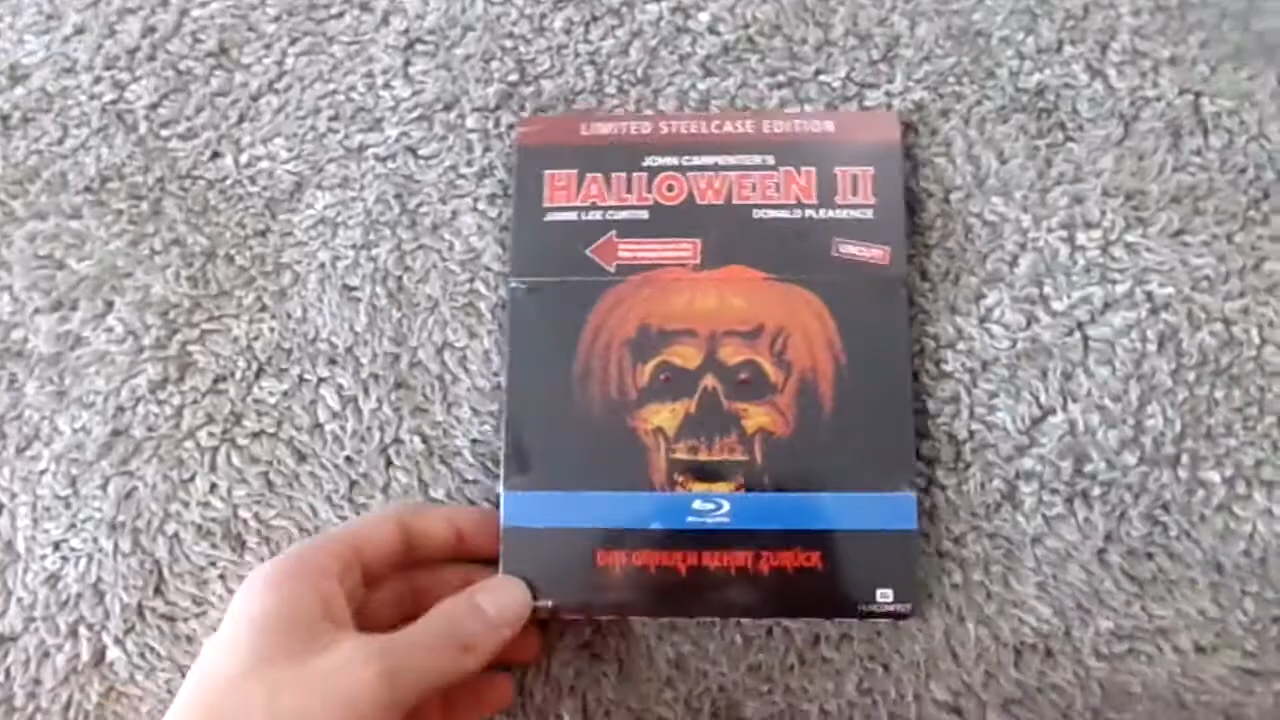 LIMITED STEELCASE EDITION
JOHN CARPENTER'S
HALLOWEEN II
JAMIE LEE CURTIS
DONALD PLEASENCE
UNCUT!
DAS GRAUEN KEHRT ZURÜCK